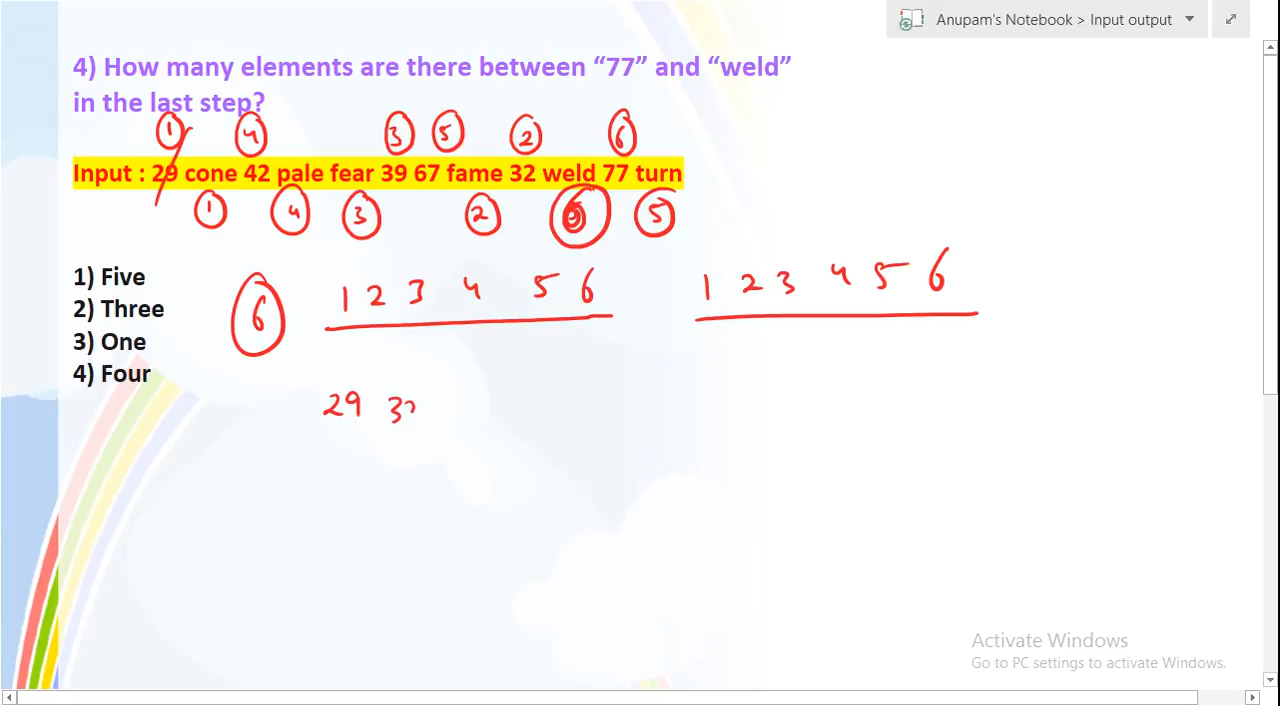 Anupam's Notebook > Input output
4) How many elements are there between “77” and “weld”
in the last step?
1 4 3 5 2 6
Input : 29 cone 42 pale fear 39 67 fame 32 weld 77 turn
1 4 3 2 6 5
1) Five
2) Three
3) One
4) Four
6 1 2 3 4 5 6 1 2 3 4 5 6
29 3
Activate Windows
Go to PC settings to activate Windows.